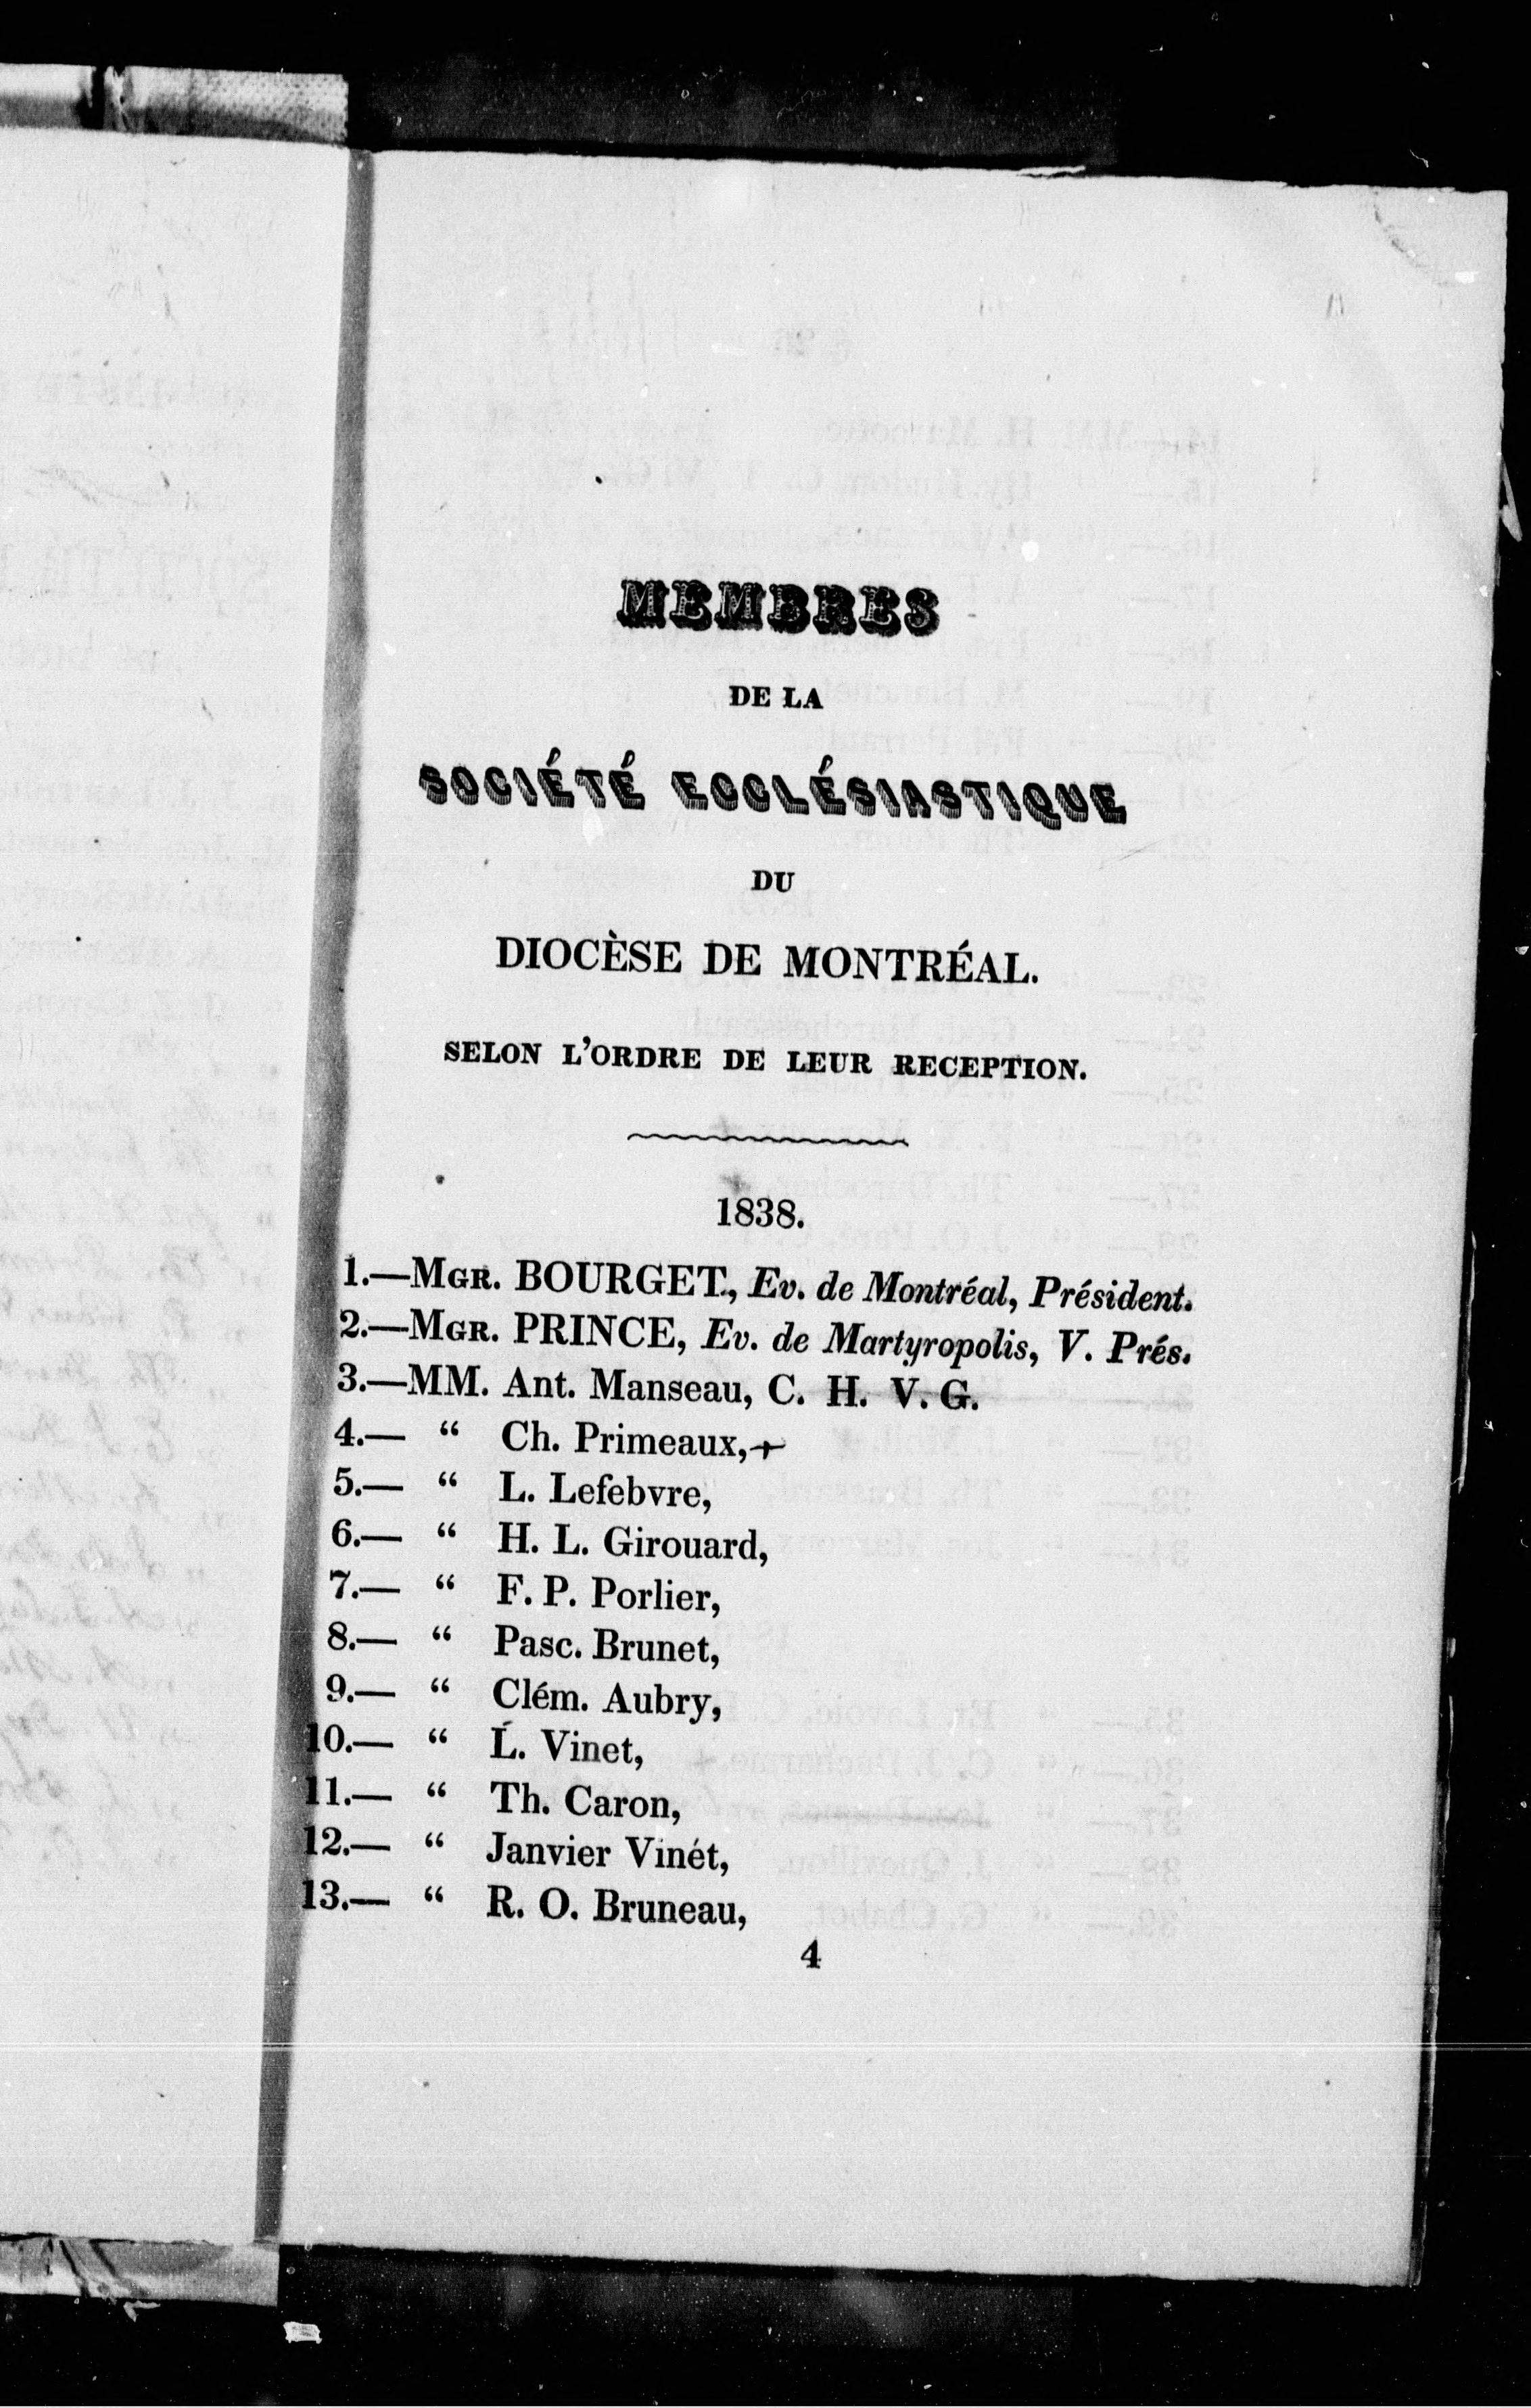 MEMBRES
DE LA
SOCIÉTÉ ECCLÉSIASTIQUE
DU
DIOCÈSE DE MONTRÉAL.
SELON L'ORDRE DE LEUR RECEPTION.
1838.
1.—MGR. BOURGET, Ev. de Montréal, Président.
2.—MGR. PRINCE, Ev. de Martyropolis, V. Prés.
3.—MM. Ant. Manseau, C. H. V. G.
4.— “ Ch. Primeaux,+
5.— “ L. Lefebvre,
6.— “ H. L. Girouard,
7.— “ F. P. Porlier,
8.— “ Pasc. Brunet,
9.— “ Clém. Aubry,
10.— “ L. Vinet,
11.— “ Th. Caron,
12.— “ Janvier Vinét,
13.— “ R. O. Bruneau,
4